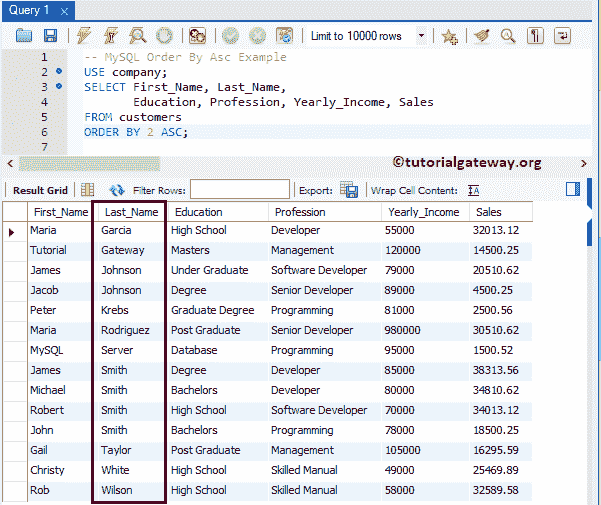 Query 1 ×
Limit to 10000 rows
1 -- MySQL Order By Asc Example
2 USE company;
3 SELECT First_Name, Last_Name,
4 Education, Profession, Yearly_Income, Sales
5 FROM customers
6 ORDER BY 2 ASC;
7
©tutorialgateway.org
Result Grid Filter Rows: Export: Wrap Cell Content: IA
First_Name Last_Name Education Profession Yearly_Income Sales
Maria Garcia High School Developer 55000 32013.12
Tutorial Gateway Masters Management 120000 14500.25
James Johnson Under Graduate Software Developer 79000 20510.62
Jacob Johnson Degree Senior Developer 89000 4500.25
Peter Krebs Graduate Degree Programming 81000 2500.56
Maria Rodriguez Post Graduate Senior Developer 980000 30510.62
MySQL Server Database Programming 95000 1500.52
James Smith Degree Developer 85000 38313.56
Michael Smith Bachelors Developer 80000 34810.62
Robert Smith High School Software Developer 70000 34013.12
John Smith Bachelors Programming 78000 18500.25
Gail Taylor Post Graduate Management 105000 16295.59
Christy White High School Skilled Manual 49000 25469.89
Rob Wilson High School Skilled Manual 58000 32589.58